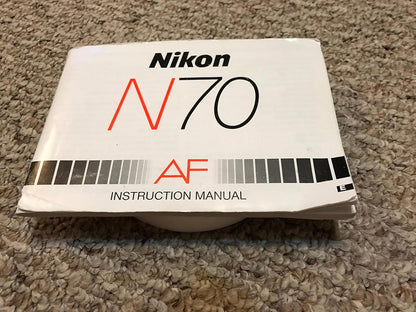 Nikon
N70
AF
INSTRUCTION MANUAL
E